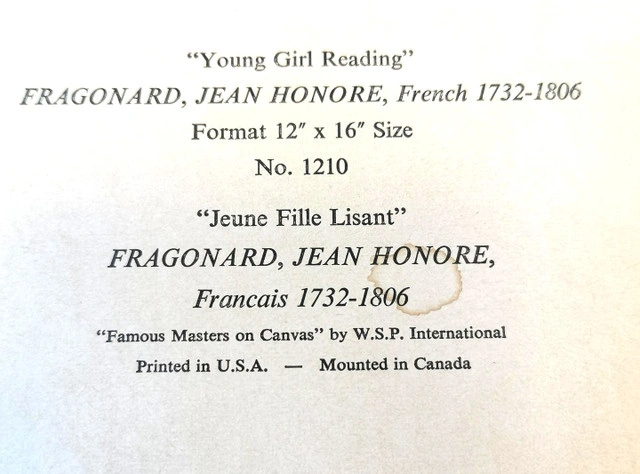 “Young Girl Reading”
FRAGONARD, JEAN HONORE, French 1732-1806
Format 12″ x 16″ Size
No. 1210
“Jeune Fille Lisant”
FRAGONARD, JEAN HONORE,
Francais 1732-1806
“Famous Masters on Canvas” by W.S.P. International
Printed in U.S.A. — Mounted in Canada